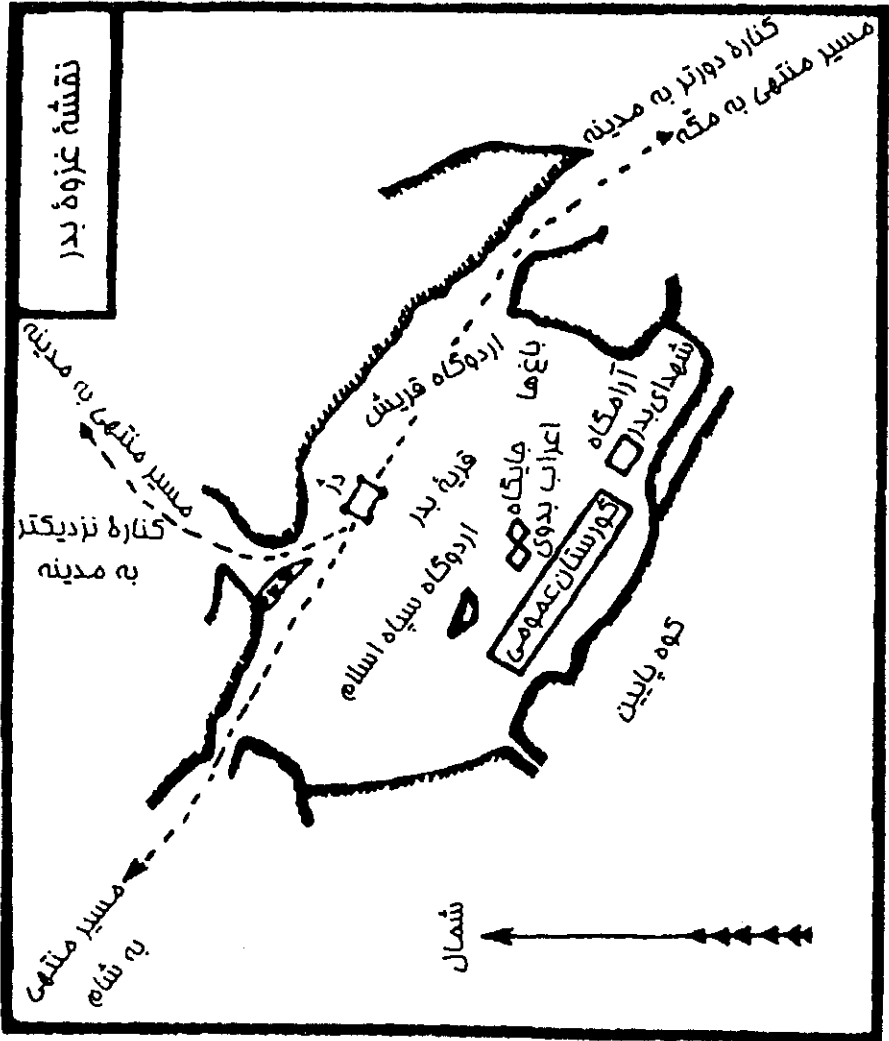 نقشهٔ غزوهٔ بدر
کنارهٔ دورتر به مدینه
مسیر منتهی به مکّه
مسیر منتهی به مدینه
کنارهٔ نزدیکتر
به مدینه
اردوگاه قریش
باغ‌ها
آرامگاه
شهدای بدر
دژ
قریهٔ بدر
جایگاه
اعراب بدوی
اردوگاه سپاه اسلام
گورستان عمومی
کوه پایین
مسیر منتهی
به شام
شمال